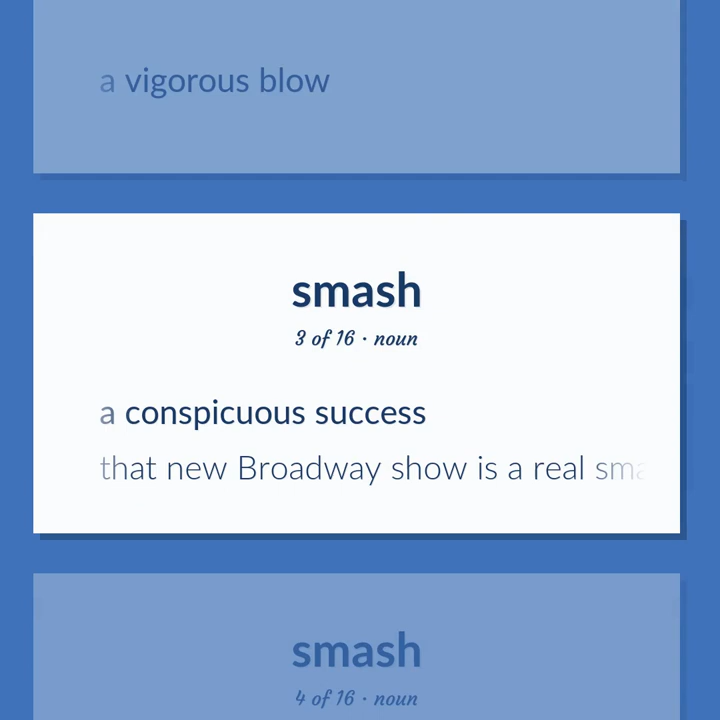 a vigorous blow
smash
3 of 16 · noun
a conspicuous success
that new Broadway show is a real sma
smash
4 of 16 · noun